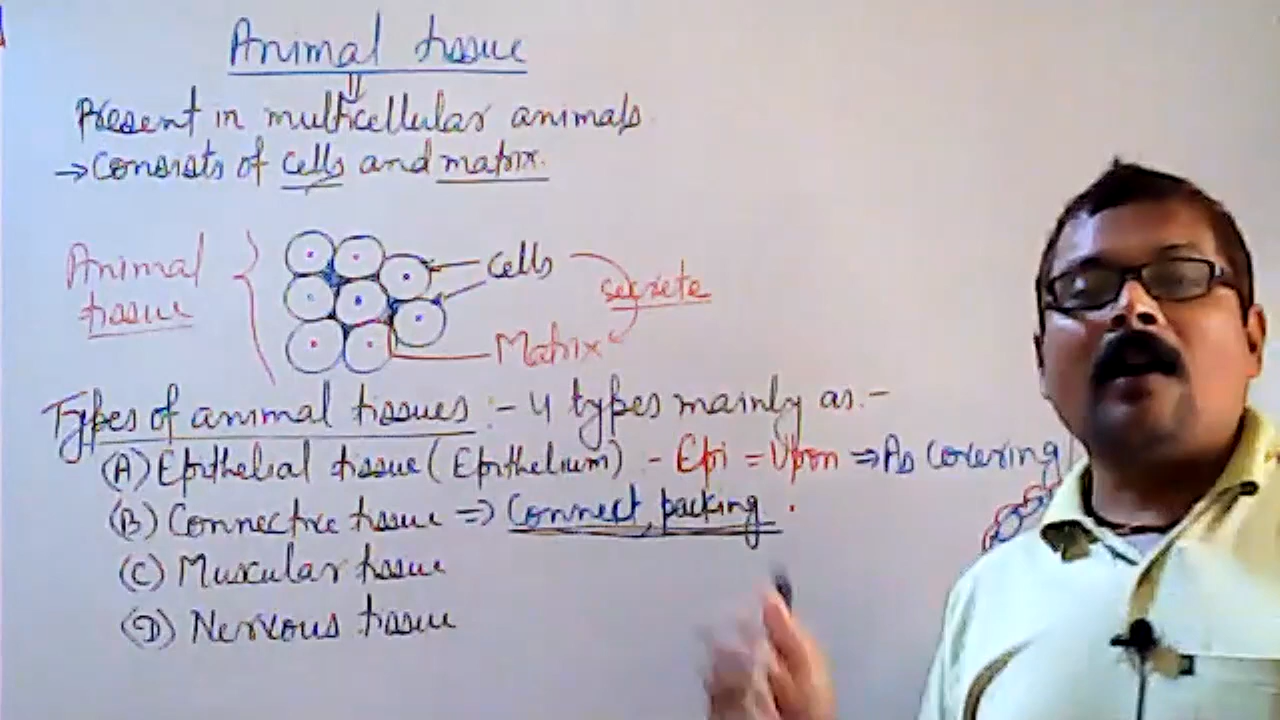 Animal tissue
Present in multicellular animals.
→ Consists of cells and matrix.
Animal tissue
Cells
secrete
Matrix
Types of animal tissues :- 4 types mainly as :-
(A) Epithelial tissue (Epithelium) - Epi = Upon ⇒ As covering
(B) Connective tissue ⇒ Connect, packing.
(C) Muscular tissue
(D) Nervous tissue